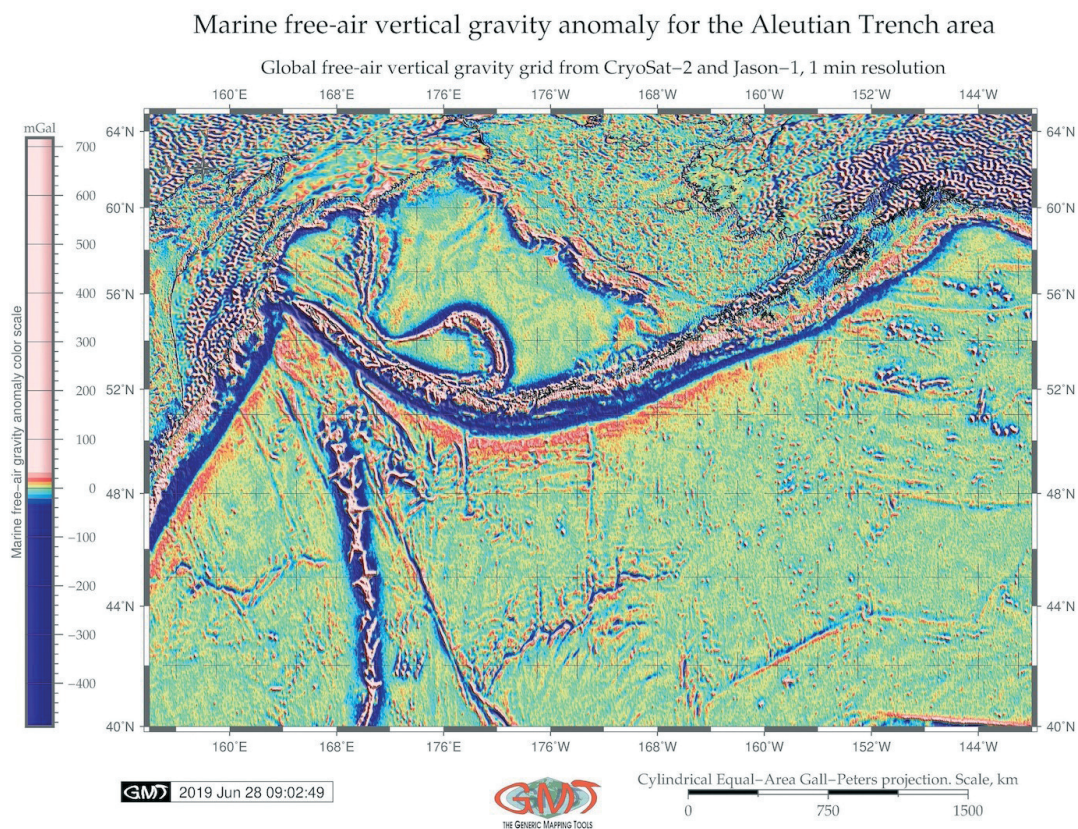 Marine free-air vertical gravity anomaly for the Aleutian Trench area
Global free-air vertical gravity grid from CryoSat-2 and Jason-1, 1 min resolution
160˚E 168˚E 176˚E 176˚W 168˚W 160˚W 152˚W 144˚W
mGal
700
600
500
400
300
200
100
0
-100
-200
-300
-400
Marine free-air gravity anomaly color scale
64˚N 64˚N
60˚N 60˚N
56˚N 56˚N
52˚N 52˚N
48˚N 48˚N
44˚N 44˚N
40˚N 40˚N
160˚E 168˚E 176˚E 176˚W 168˚W 160˚W 152˚W 144˚W
GMT 2019 Jun 28 09:02:49
GMT
THE GENERIC MAPPING TOOLS
Cylindrical Equal-Area Gall-Peters projection. Scale, km
0 750 1500